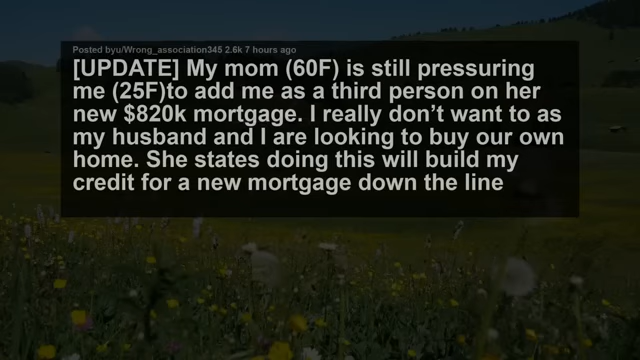 Posted byu/Wrong_association345 2.6k 7 hours ago
[UPDATE] My mom (60F) is still pressuring
me (25F)to add me as a third person on her
new $820k mortgage. I really don’t want to as
my husband and I are looking to buy our own
home. She states doing this will build my
credit for a new mortgage down the line